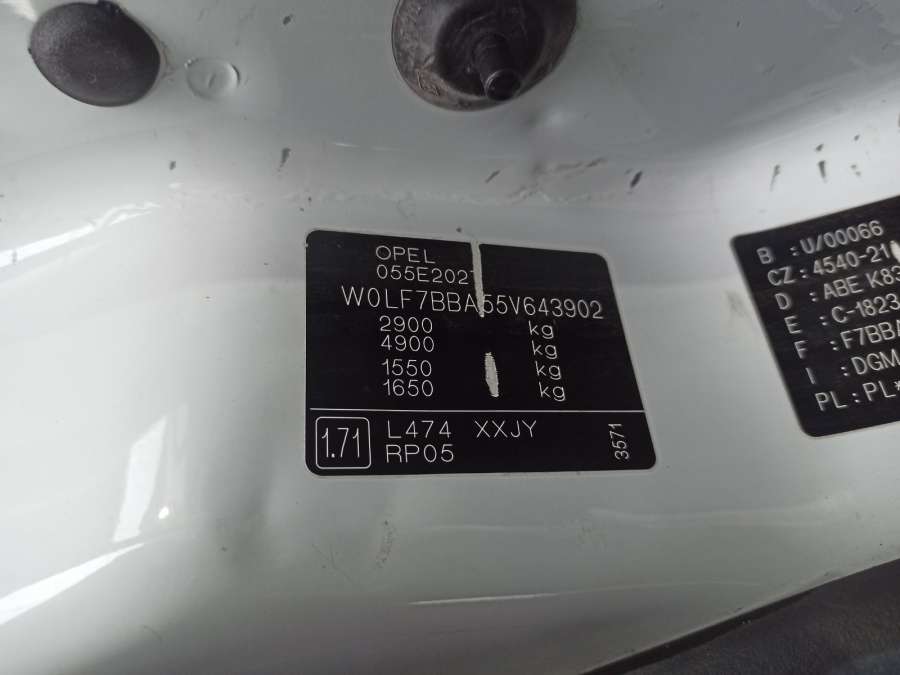 OPEL
055E2027
W0LF7BBA55V643902
2900 kg
4900 kg
1550 kg
1650 kg
1.71 L474 XXJY
RP05
3571
B : U/00066
CZ : 4540-21
D : ABE K83
E : C-1823
F : F7BBA
I : DGM
PL : PL*